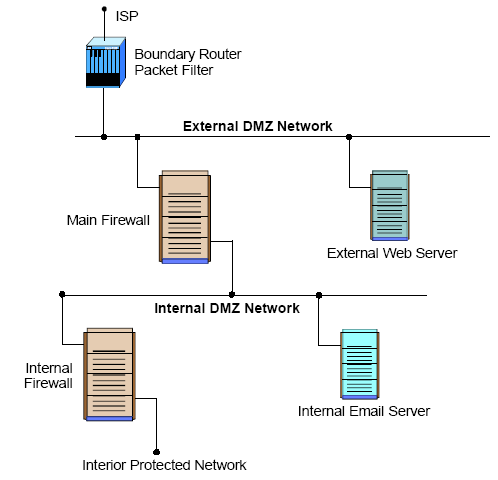 ISP
Boundary Router
Packet Filter
External DMZ Network
Main Firewall
External Web Server
Internal DMZ Network
Internal
Firewall
Internal Email Server
Interior Protected Network